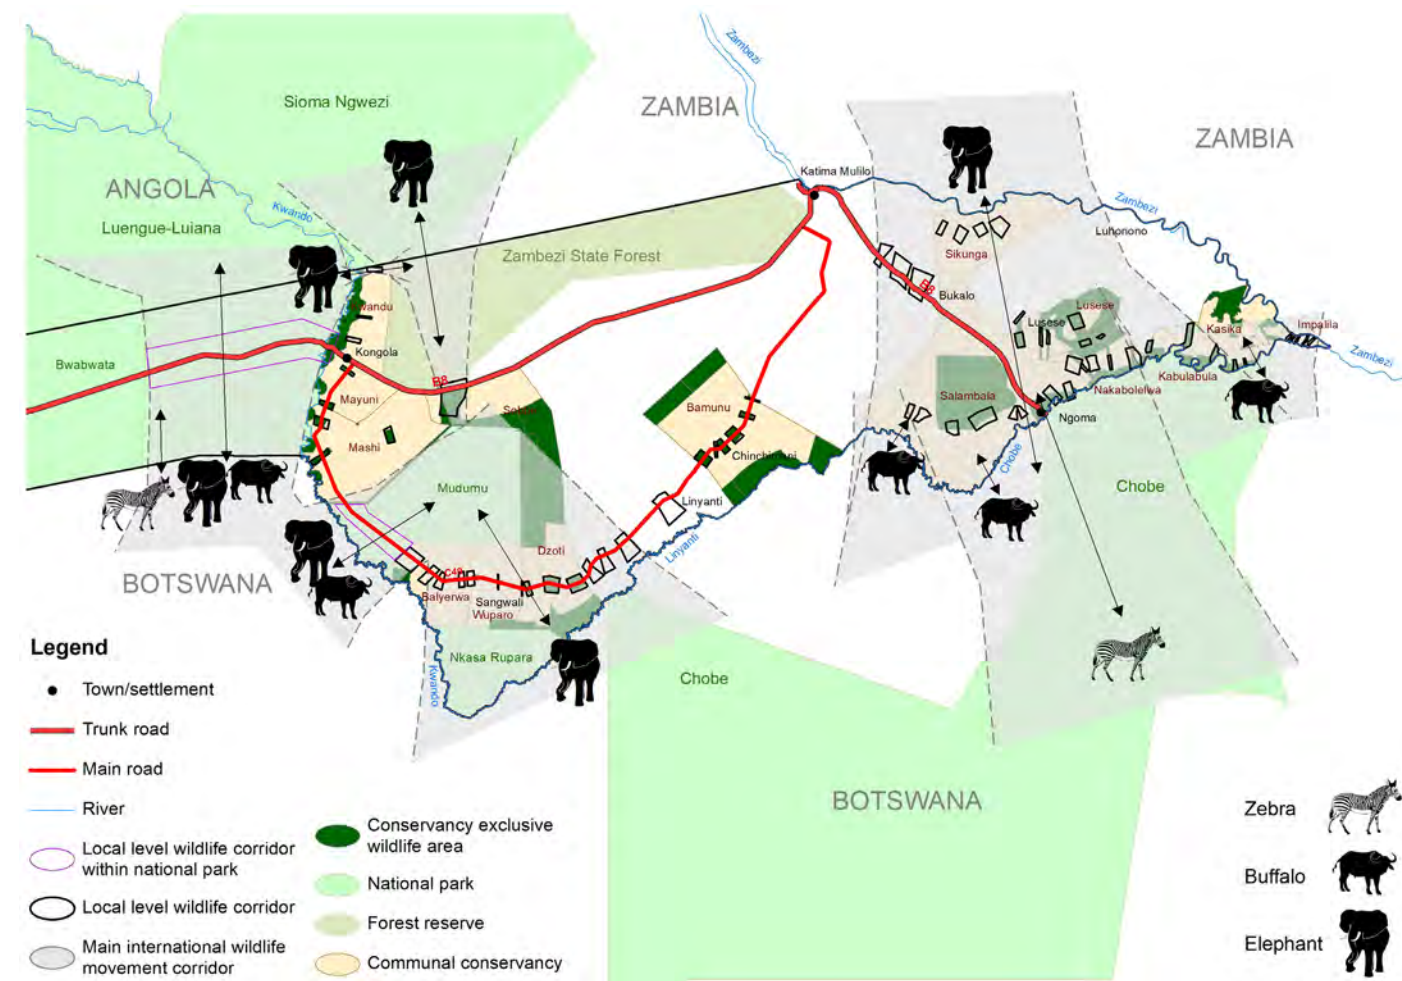 Zambezi
Sioma Ngwezi
ZAMBIA
ZAMBIA
Katima Mulilo
ANGOLA
Kwando
Zambezi
Luengue-Luiana
Luhonono
Zambezi State Forest
Sikunga
B8
Bukalo
Kwandu
Lusese
Lusese
Kasika
Impalila
Zambezi
Kongola
Bwabwata
B8
Kabulabula
Nakabolelwa
Mayuni
Salambala
Bamunu
Ngoma
Mashi
Chinchimani
Chobe
Mudumu
Chobe
Linyanti
Linyanti
Dzoti
BOTSWANA
C49
Balyerwa
Sangwali
Wuparo
Nkasa Rupara
Kwando
Chobe
BOTSWANA
Legend
Town/settlement
Trunk road
Main road
River
Local level wildlife corridor
within national park
Local level wildlife corridor
Main international wildlife
movement corridor
Conservancy exclusive
wildlife area
National park
Forest reserve
Communal conservancy
Zebra
Buffalo
Elephant